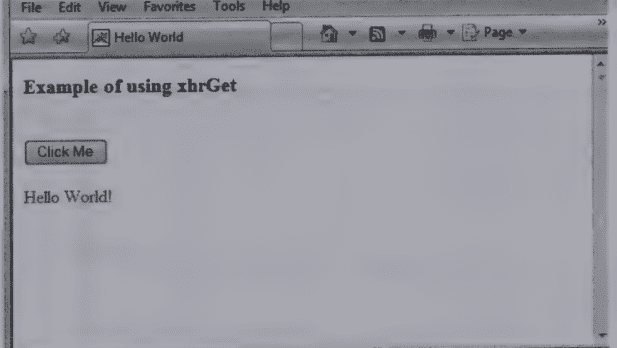 File Edit View Favorites Tools Help
Hello World
Page
Example of using xhrGet
Click Me
Hello World!